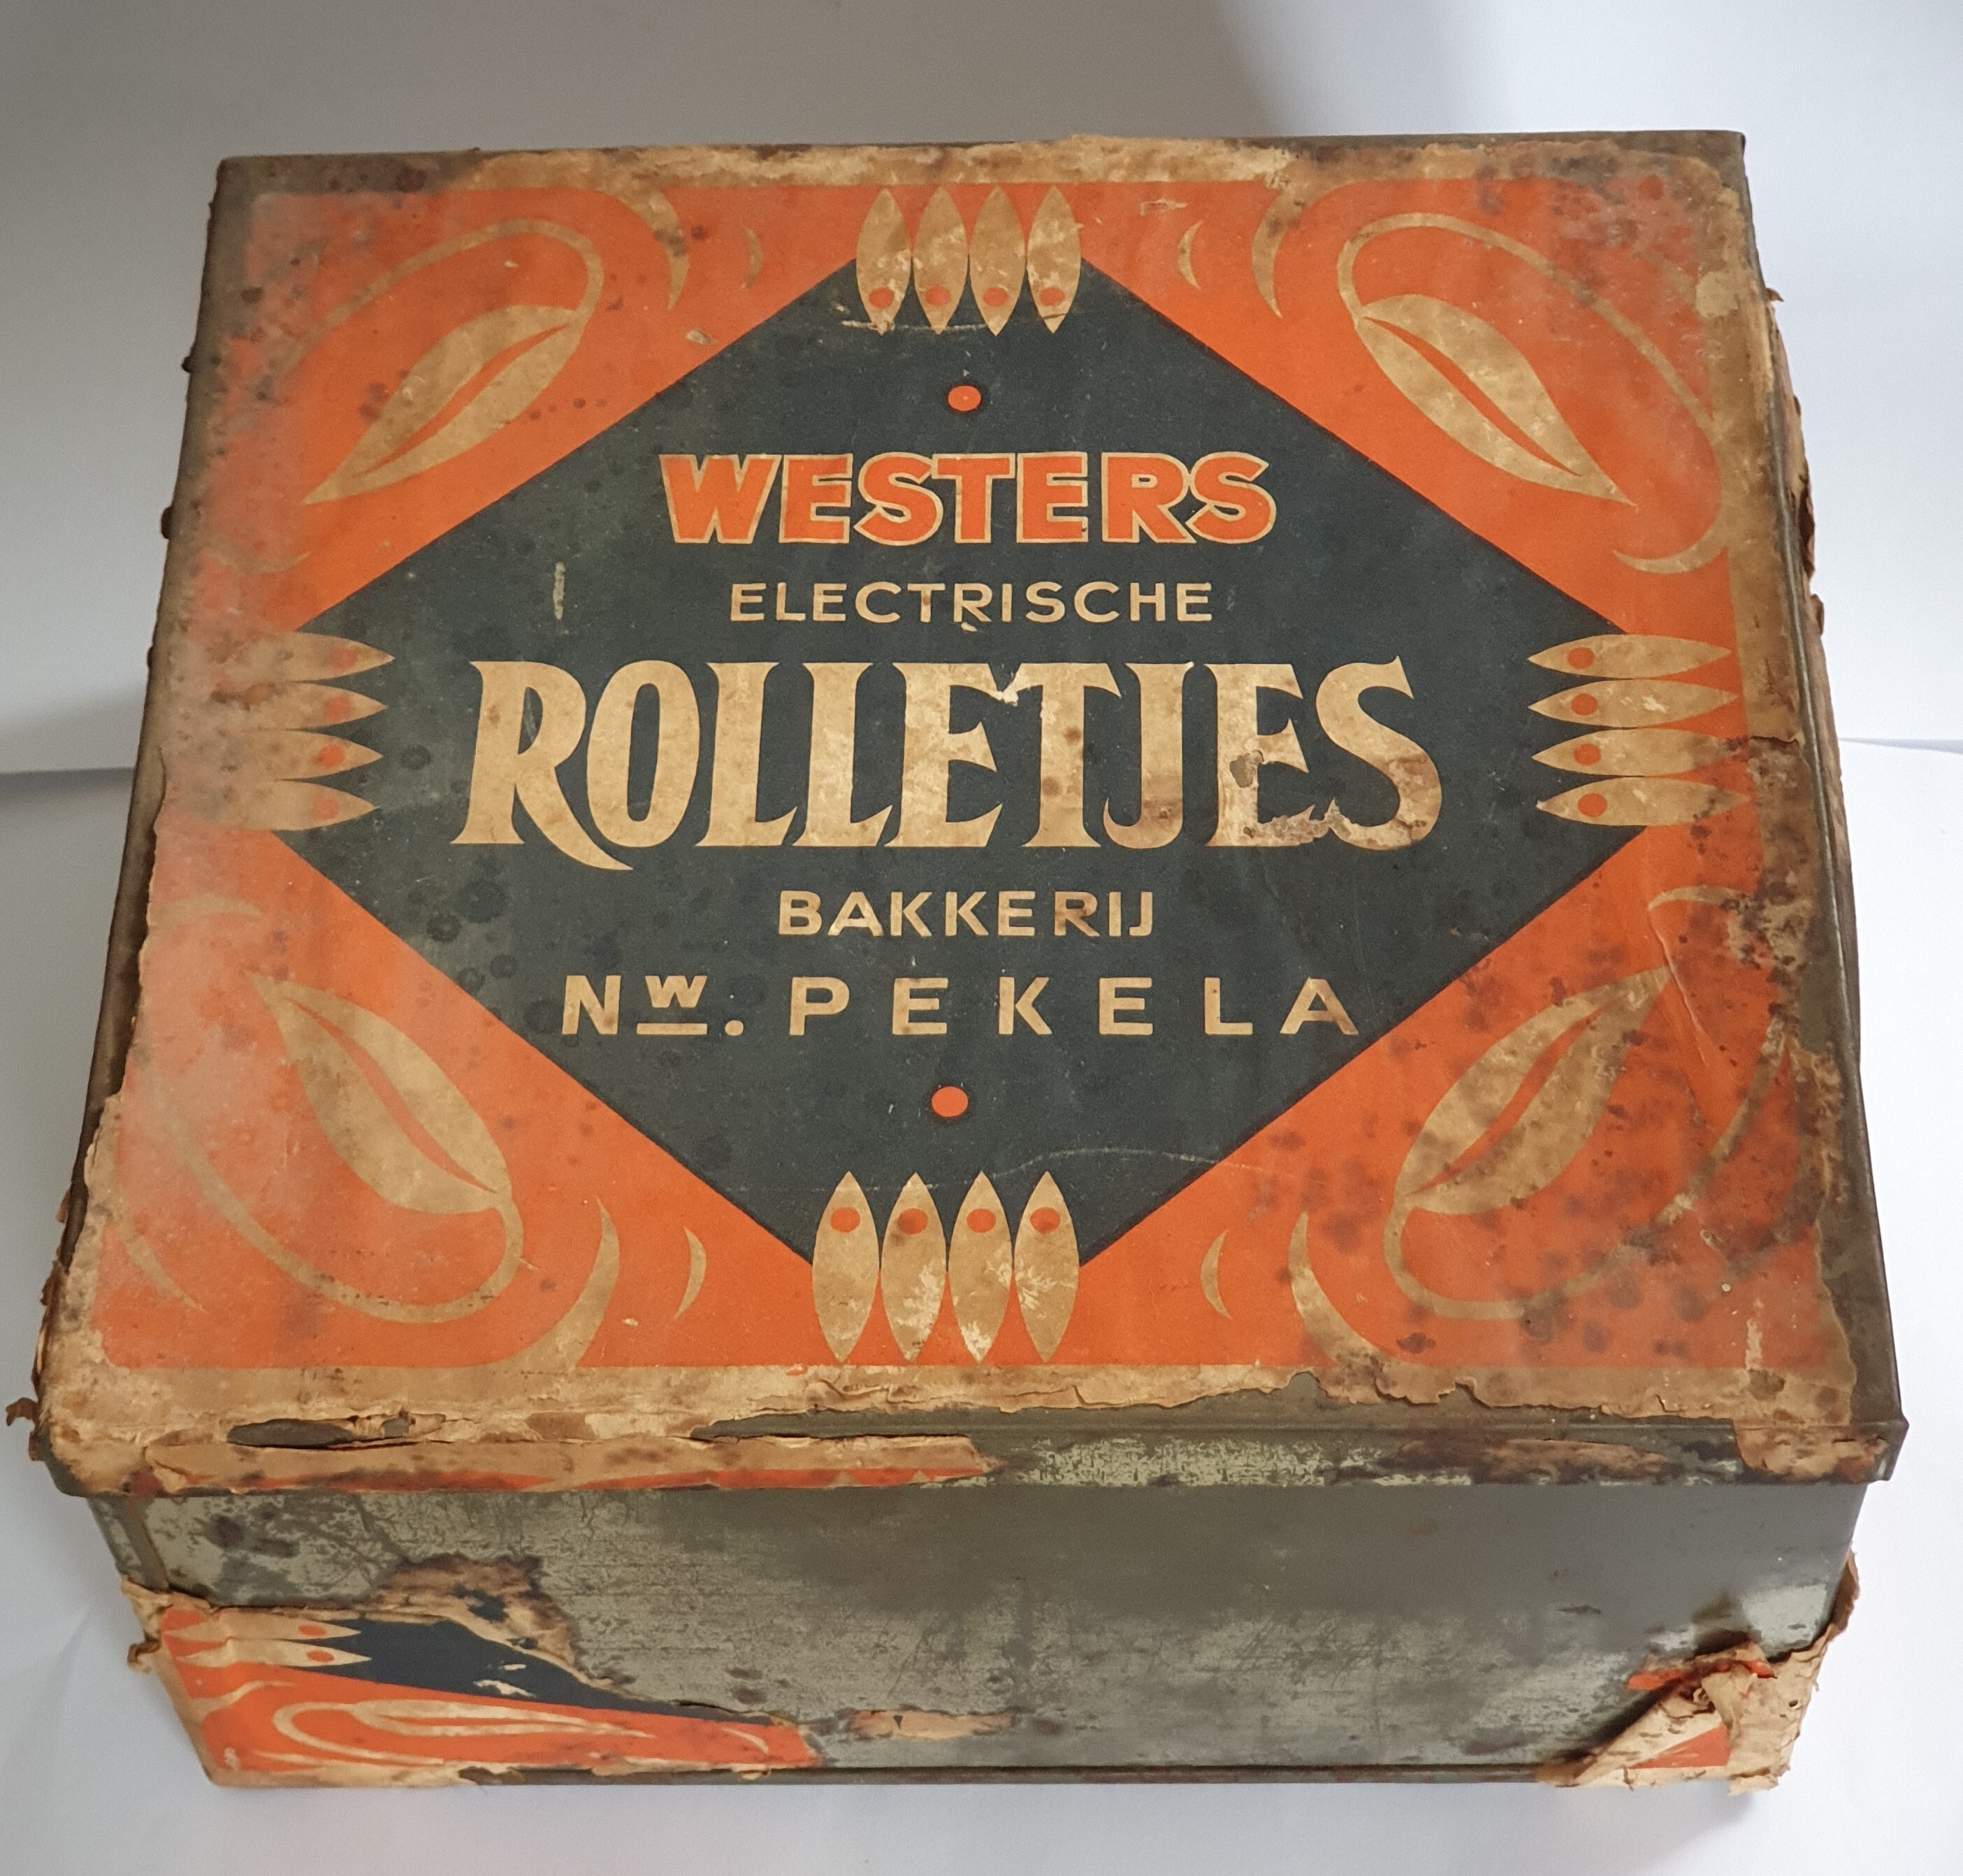 WESTERS
ELECTRISCHE
ROLLETJES
BAKKERIJ
Nw. PEKELA